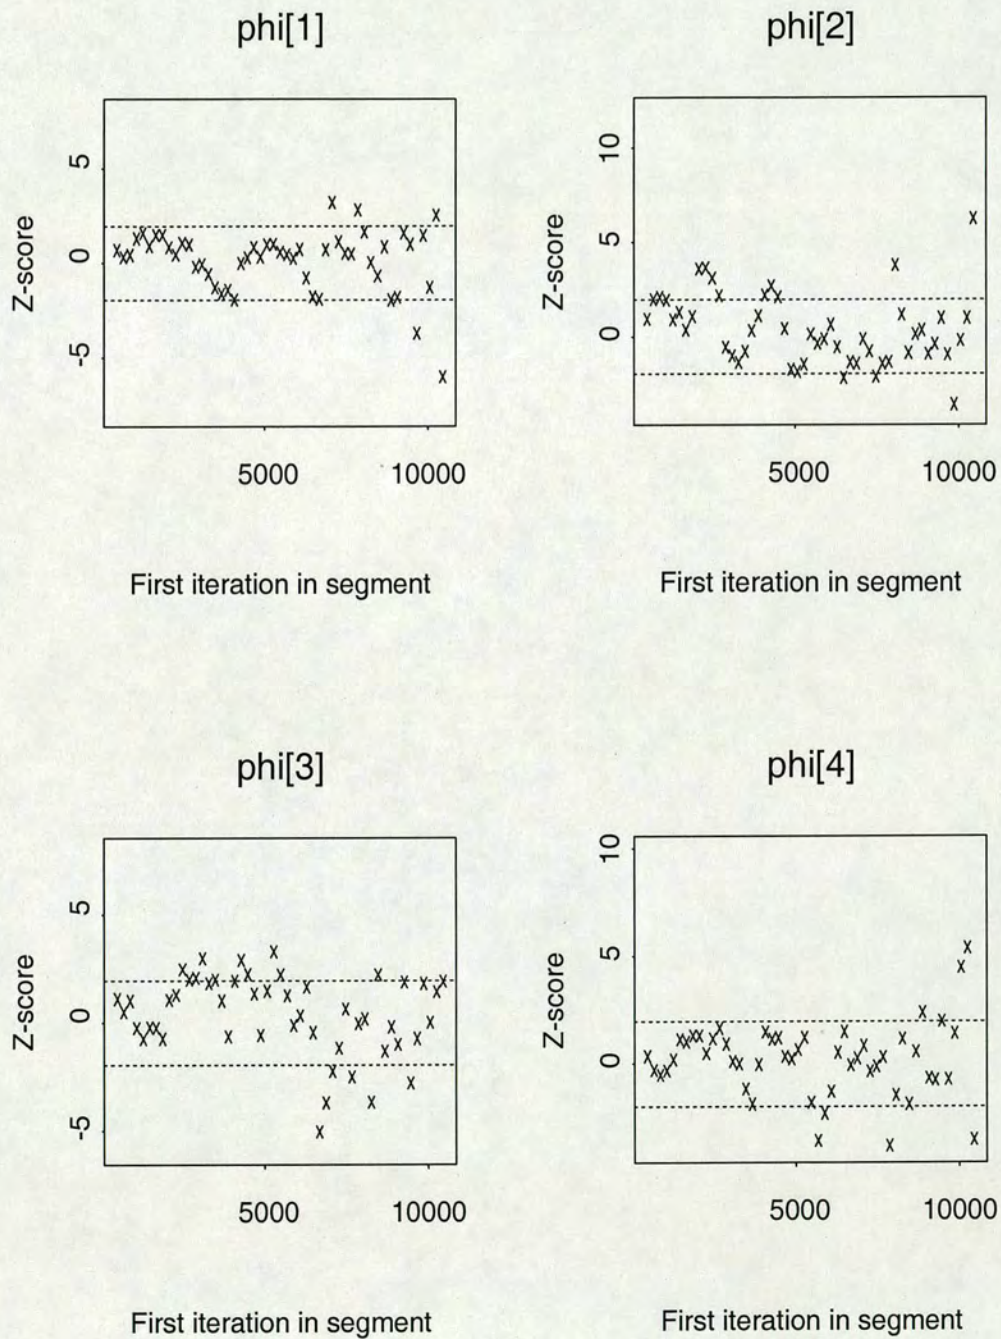 phi[1]
5
0
-5
Z-score
5000 10000
First iteration in segment
phi[2]
10
5
0
Z-score
5000 10000
First iteration in segment
phi[3]
5
0
-5
Z-score
5000 10000
First iteration in segment
phi[4]
10
5
0
Z-score
5000 10000
First iteration in segment